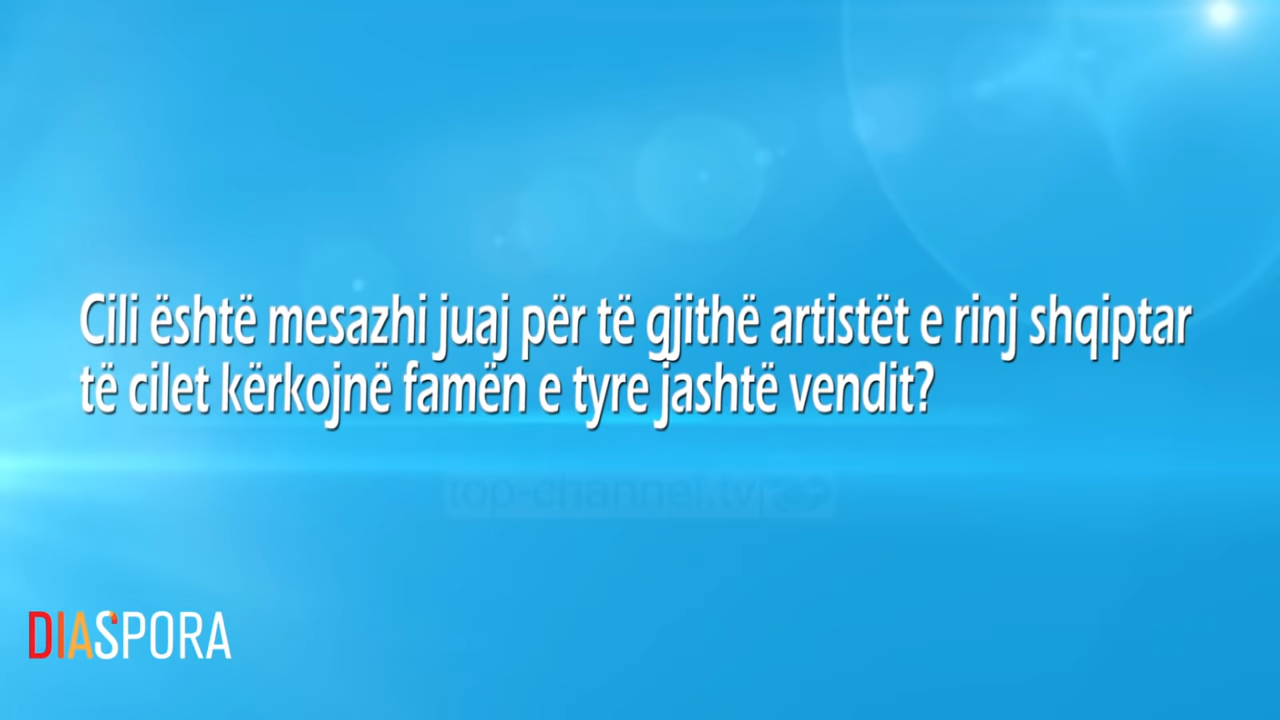 Cili është mesazhi juaj për të gjithë artistët e rinj shqiptar
të cilet kërkojnë famën e tyre jashtë vendit?
top-channel.tv
DIASPORA